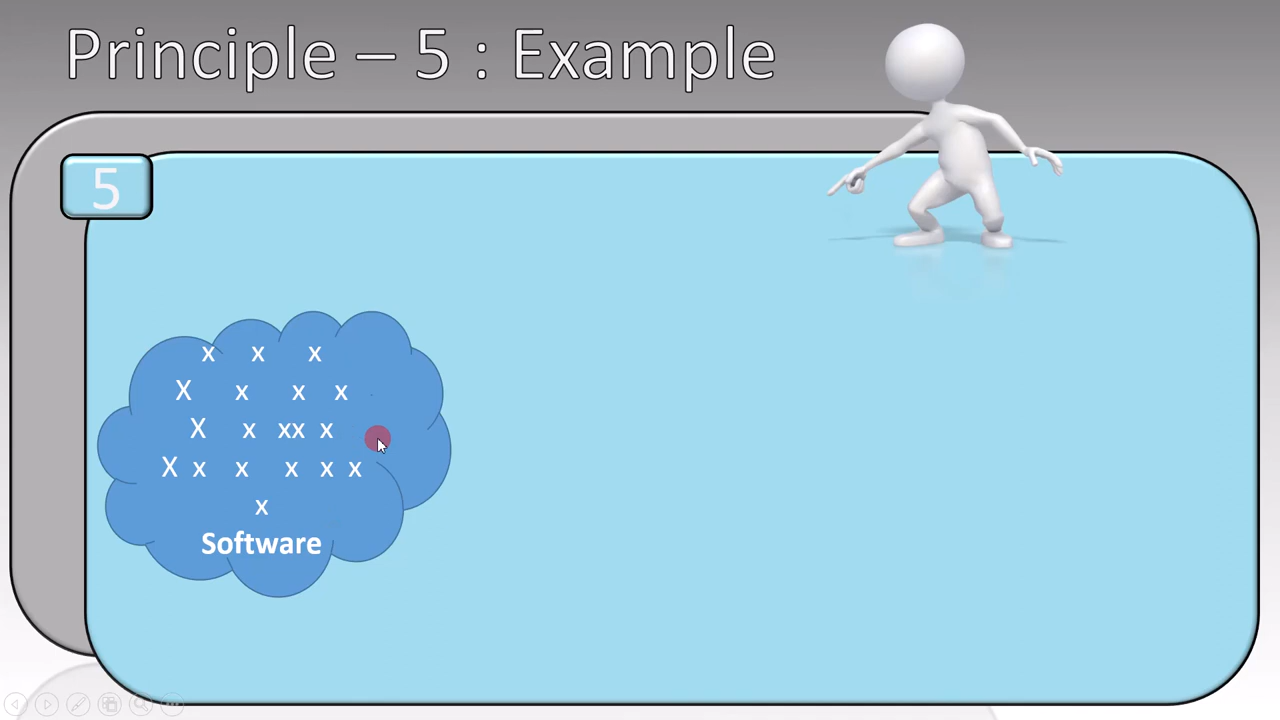 Principle – 5 : Example
5
x x x
X x x x
X x xx x
X x x x x x
x
Software